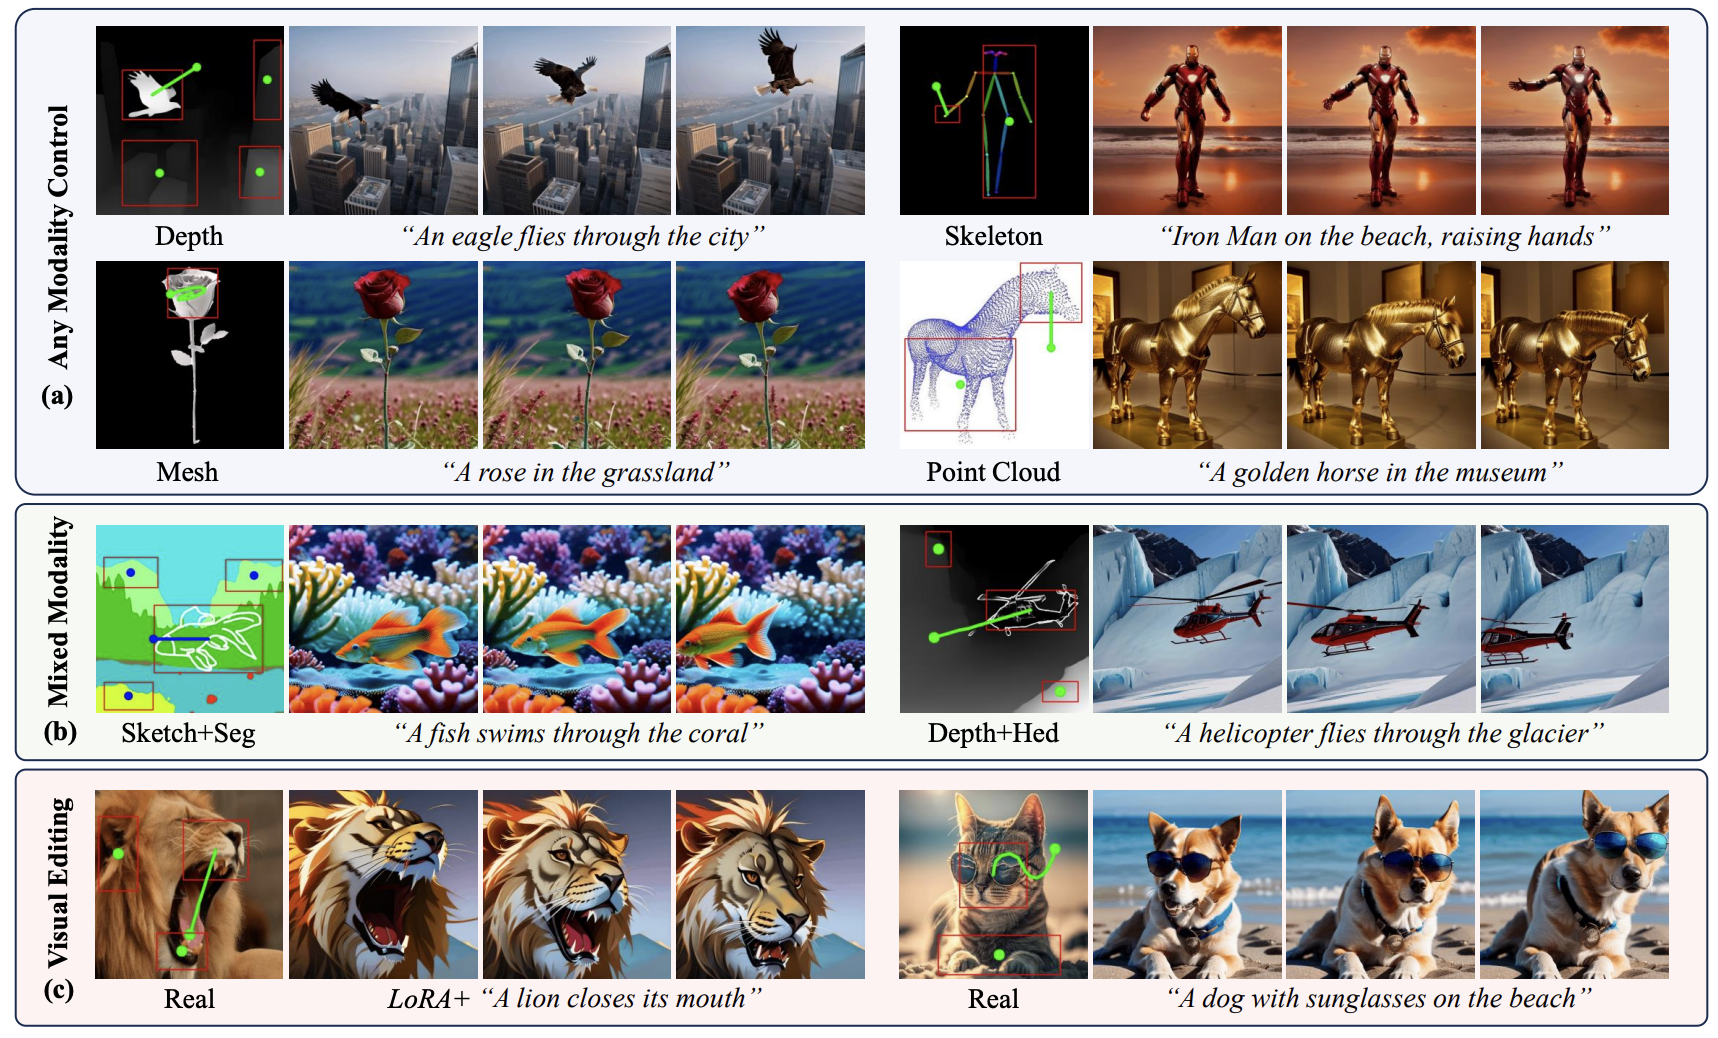 (a) Any Modality Control
Depth
“An eagle flies through the city”
Skeleton
“Iron Man on the beach, raising hands”
Mesh
“A rose in the grassland”
Point Cloud
“A golden horse in the museum”
(b) Mixed Modality
Sketch+Seg
“A fish swims through the coral”
Depth+Hed
“A helicopter flies through the glacier”
(c) Visual Editing
Real
LoRA+ “A lion closes its mouth”
Real
“A dog with sunglasses on the beach”